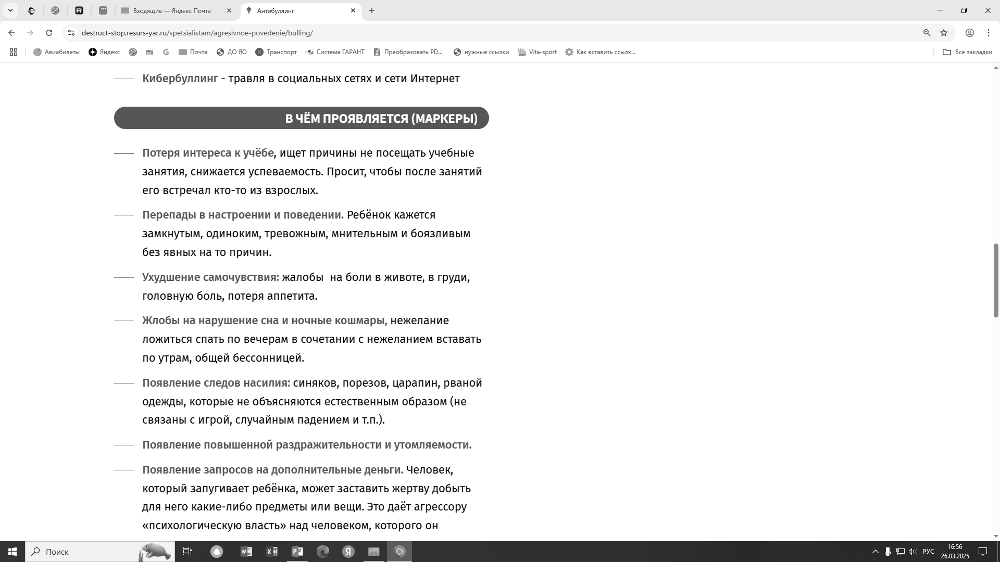 Входящие — Яндекс Почта
Антибуллинг
destruct-stop.resurs-yar.ru/spetsialistam/agresivnoe-povedenie/bulling/
Авиабилеты
Яндекс
Почта
ДО ЯО
Транспорт
Система ГАРАНТ
Преобразовать PD...
нужные ссылки
Vita-sport
Как вставить ссылк...
Все закладки
Кибербуллинг - травля в социальных сетях и сети Интернет
В ЧЁМ ПРОЯВЛЯЕТСЯ (МАРКЕРЫ)
Потеря интереса к учёбе, ищет причины не посещать учебные
занятия, снижается успеваемость. Просит, чтобы после занятий
его встречал кто-то из взрослых.
Перепады в настроении и поведении. Ребёнок кажется
замкнутым, одиноким, тревожным, мнительным и боязливым
без явных на то причин.
Ухудшение самочувствия: жалобы  на боли в животе, в груди,
головную боль, потеря аппетита.
Жлобы на нарушение сна и ночные кошмары, нежелание
ложиться спать по вечерам в сочетании с нежеланием вставать
по утрам, общей бессонницей.
Появление следов насилия: синяков, порезов, царапин, рваной
одежды, которые не объясняются естественным образом (не
связаны с игрой, случайным падением и т.п.).
Появление повышенной раздражительности и утомляемости.
Появление запросов на дополнительные деньги. Человек,
который запугивает ребёнка, может заставить жертву добыть
для него какие-либо предметы или вещи. Это даёт агрессору
«психологическую власть» над человеком, которого он
Поиск
РУС
16:56
26.03.2025